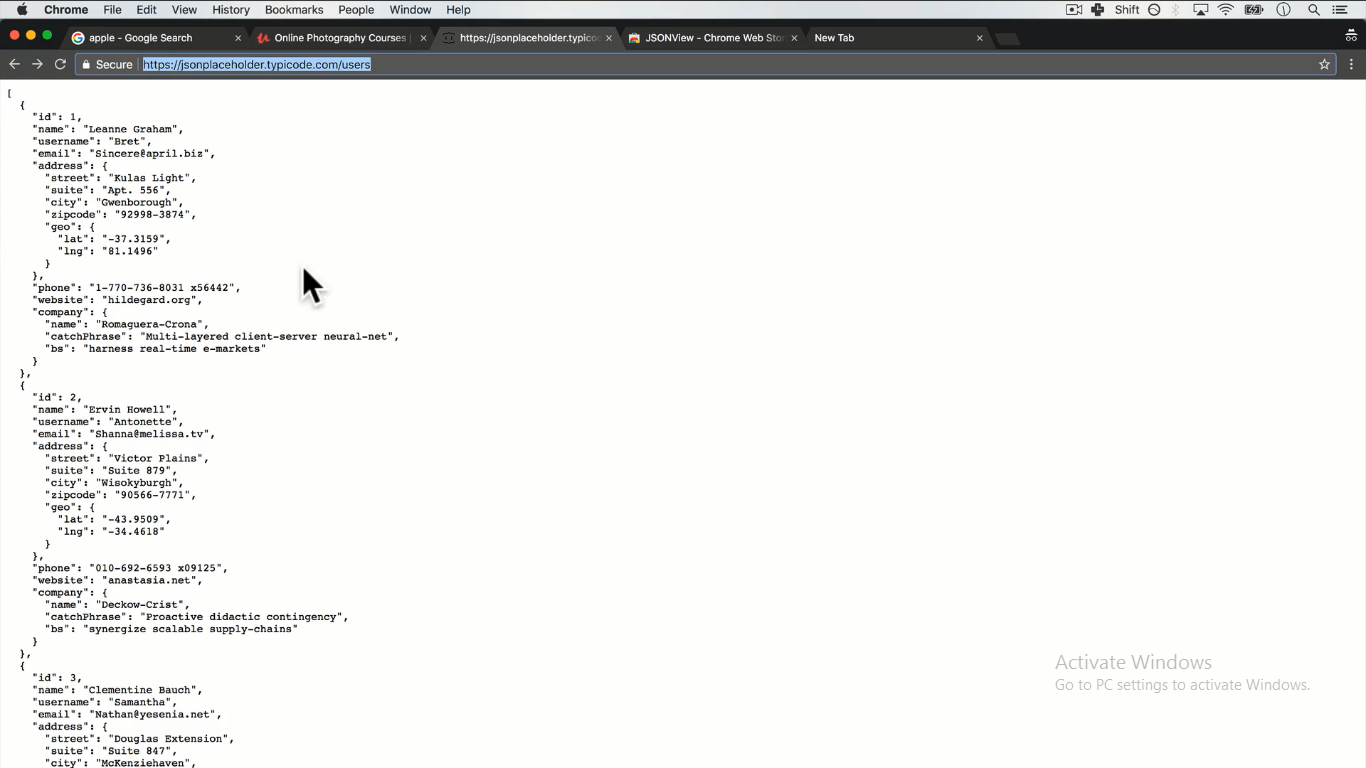 Chrome File Edit View History Bookmarks People Window Help Shift
apple - Google Search Online Photography Courses https://jsonplaceholder.typico JSONView - Chrome Web Stor New Tab
Secure https://jsonplaceholder.typicode.com/users
[
{
"id": 1,
"name": "Leanne Graham",
"username": "Bret",
"email": "Sincere@april.biz",
"address": {
"street": "Kulas Light",
"suite": "Apt. 556",
"city": "Gwenborough",
"zipcode": "92998-3874",
"geo": {
"lat": "-37.3159",
"lng": "81.1496"
}
},
"phone": "1-770-736-8031 x56442",
"website": "hildegard.org",
"company": {
"name": "Romaguera-Crona",
"catchPhrase": "Multi-layered client-server neural-net",
"bs": "harness real-time e-markets"
}
},
{
"id": 2,
"name": "Ervin Howell",
"username": "Antonette",
"email": "Shanna@melissa.tv",
"address": {
"street": "Victor Plains",
"suite": "Suite 879",
"city": "Wisokyburgh",
"zipcode": "90566-7771",
"geo": {
"lat": "-43.9509",
"lng": "-34.4618"
}
},
"phone": "010-692-6593 x09125",
"website": "anastasia.net",
"company": {
"name": "Deckow-Crist",
"catchPhrase": "Proactive didactic contingency",
"bs": "synergize scalable supply-chains"
}
},
{
"id": 3,
"name": "Clementine Bauch",
"username": "Samantha",
"email": "Nathan@yesenia.net",
"address": {
"street": "Douglas Extension",
"suite": "Suite 847",
"city": "McKenziehaven",
Activate Windows
Go to PC settings to activate Windows.